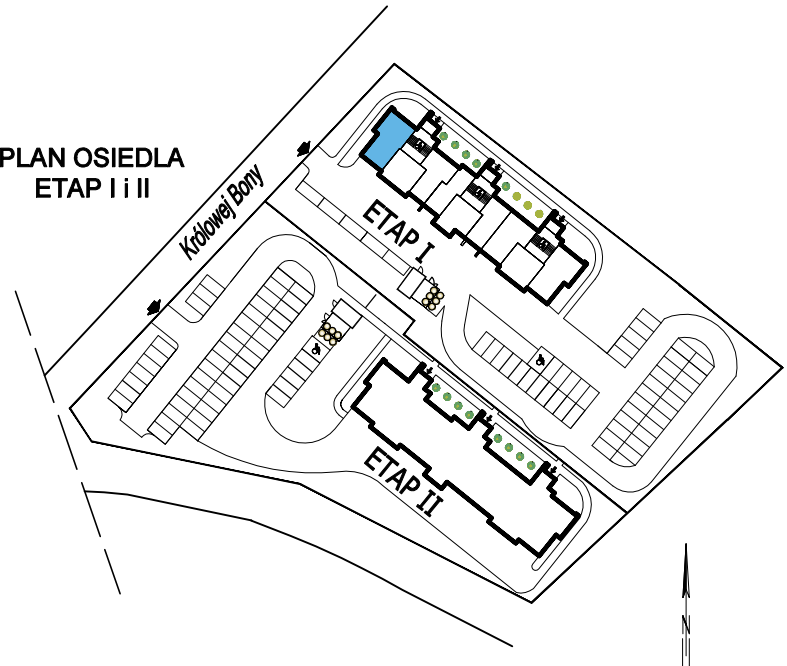 PLAN OSIEDLA
ETAP I i II
Królowej Bony
ETAP I
ETAP II
N